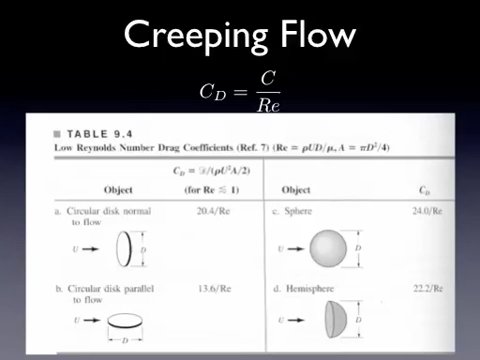 Creeping Flow
C_D = C/Re
TABLE 9.4
Low Reynolds Number Drag Coefficients (Ref. 7) (Re = ρUD/μ, A = πD²/4)
C_D = 𝒟/(ρU²A/2)
Object (for Re ≲ 1) Object C_D
a. Circular disk normal 20.4/Re c. Sphere 24.0/Re
to flow
U D U D
b. Circular disk parallel 13.6/Re d. Hemisphere 22.2/Re
to flow
U U D
D